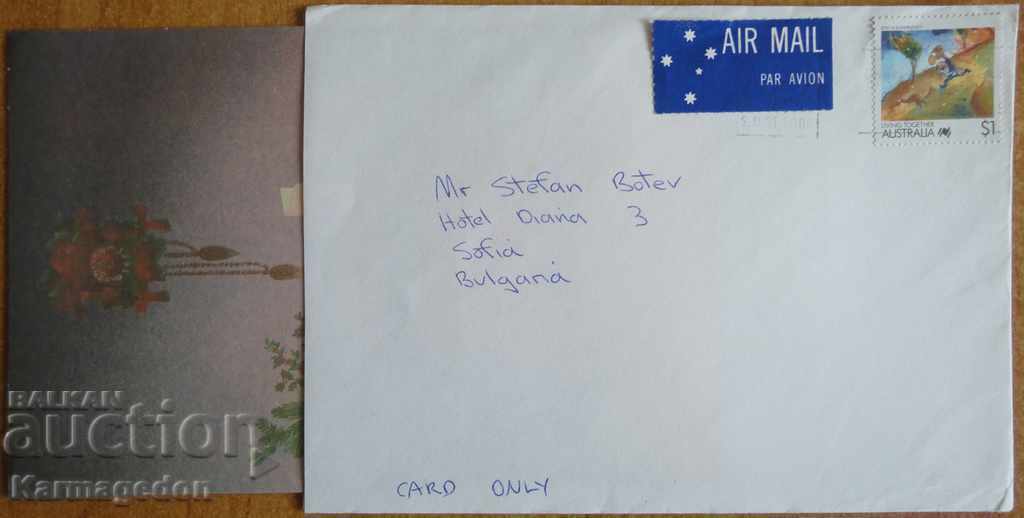 AIR MAIL
PAR AVION
LIVING TOGETHER
AUSTRALIA $1
Mr Stefan Botev
Hotel Diana 3
Sofia
Bulgaria
CARD ONLY
BALKAN
auction
Karmagedon